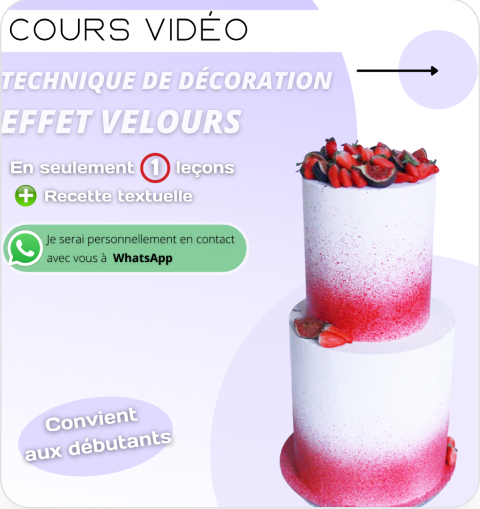 COURS VIDÉO
TECHNIQUE DE DÉCORATION
EFFET VELOURS
En seulement 1 leçons
Recette textuelle
Je serai personnellement en contact
avec vous à WhatsApp
Convient
aux débutants